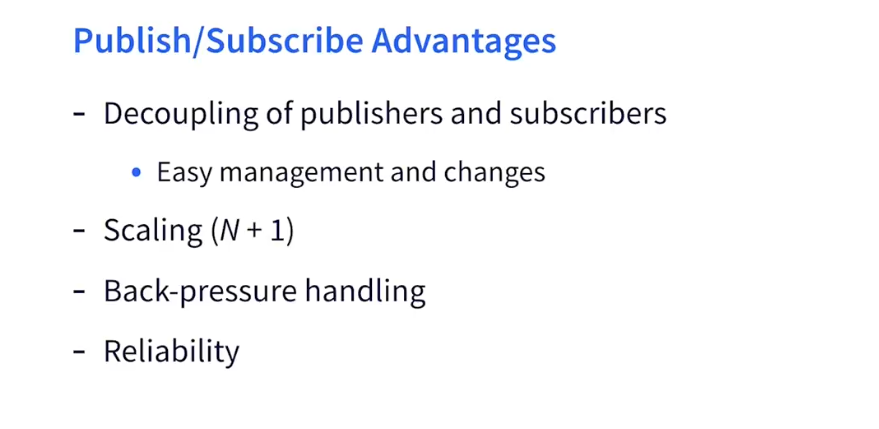 Publish/Subscribe Advantages
- Decoupling of publishers and subscribers
• Easy management and changes
- Scaling (N + 1)
- Back-pressure handling
- Reliability